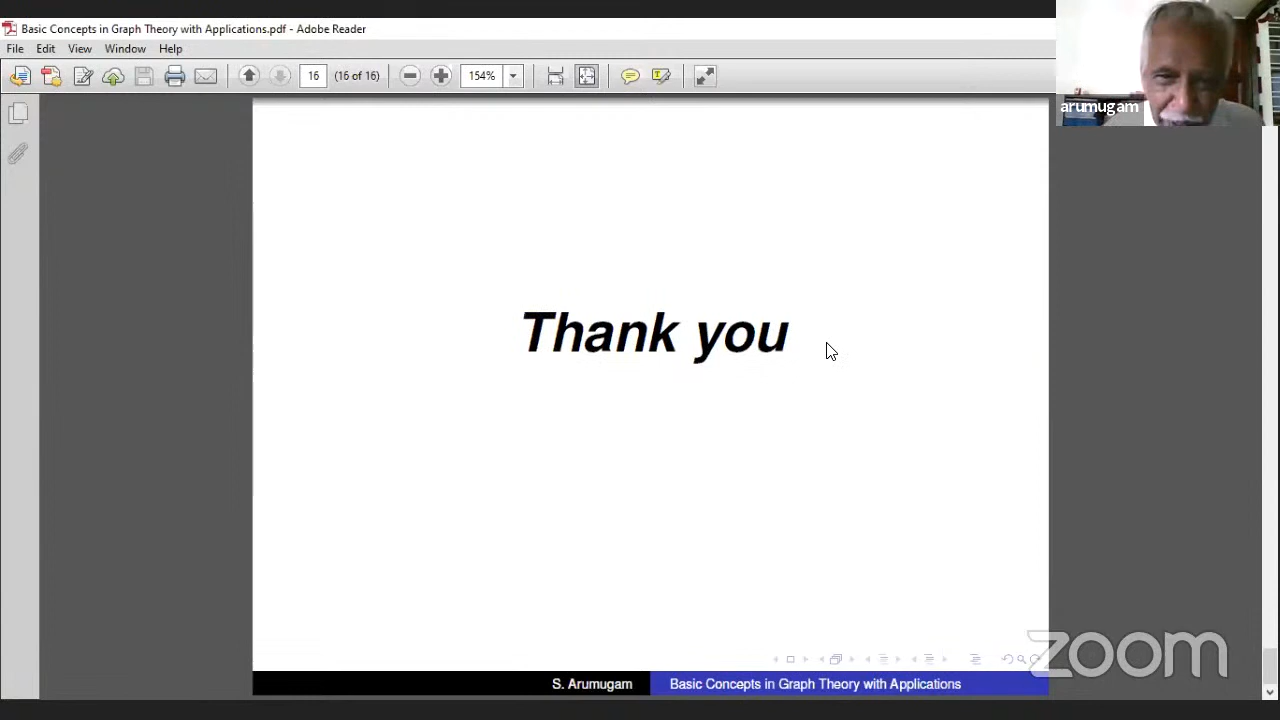 Basic Concepts in Graph Theory with Applications.pdf - Adobe Reader
File Edit View Window Help
16 (16 of 16) 154%
arumugam
Thank you
zoom
S. Arumugam Basic Concepts in Graph Theory with Applications